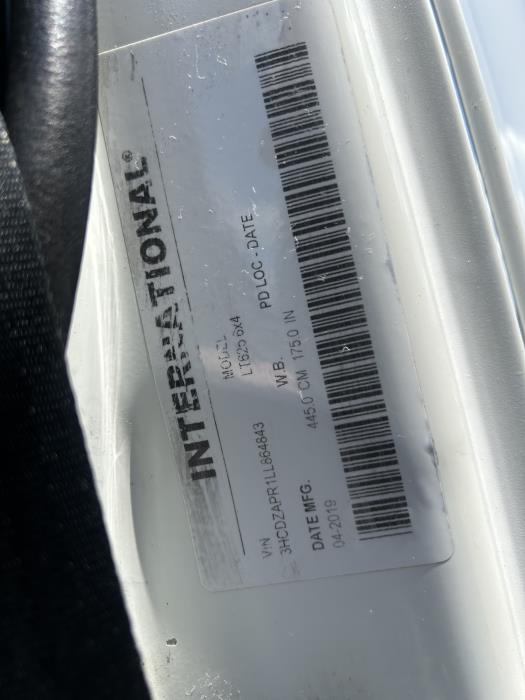 INTERNATIONAL®
MODEL
LT625 6x4
VIN
3HCDZAPR1LL864843
W.B.
PD LOC - DATE
DATE MFG.
445.0 CM 175.0 IN
04-2019